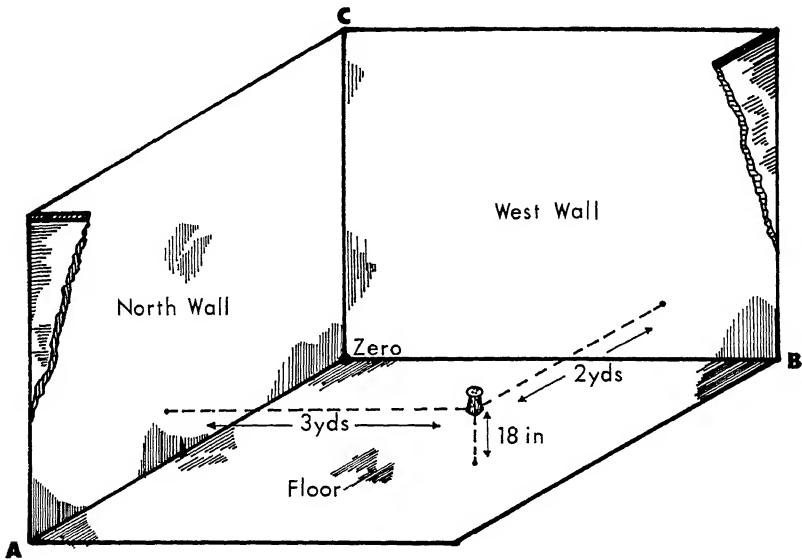 C
West Wall
North Wall
Zero
B
2yds
3yds
18 in
Floor
A